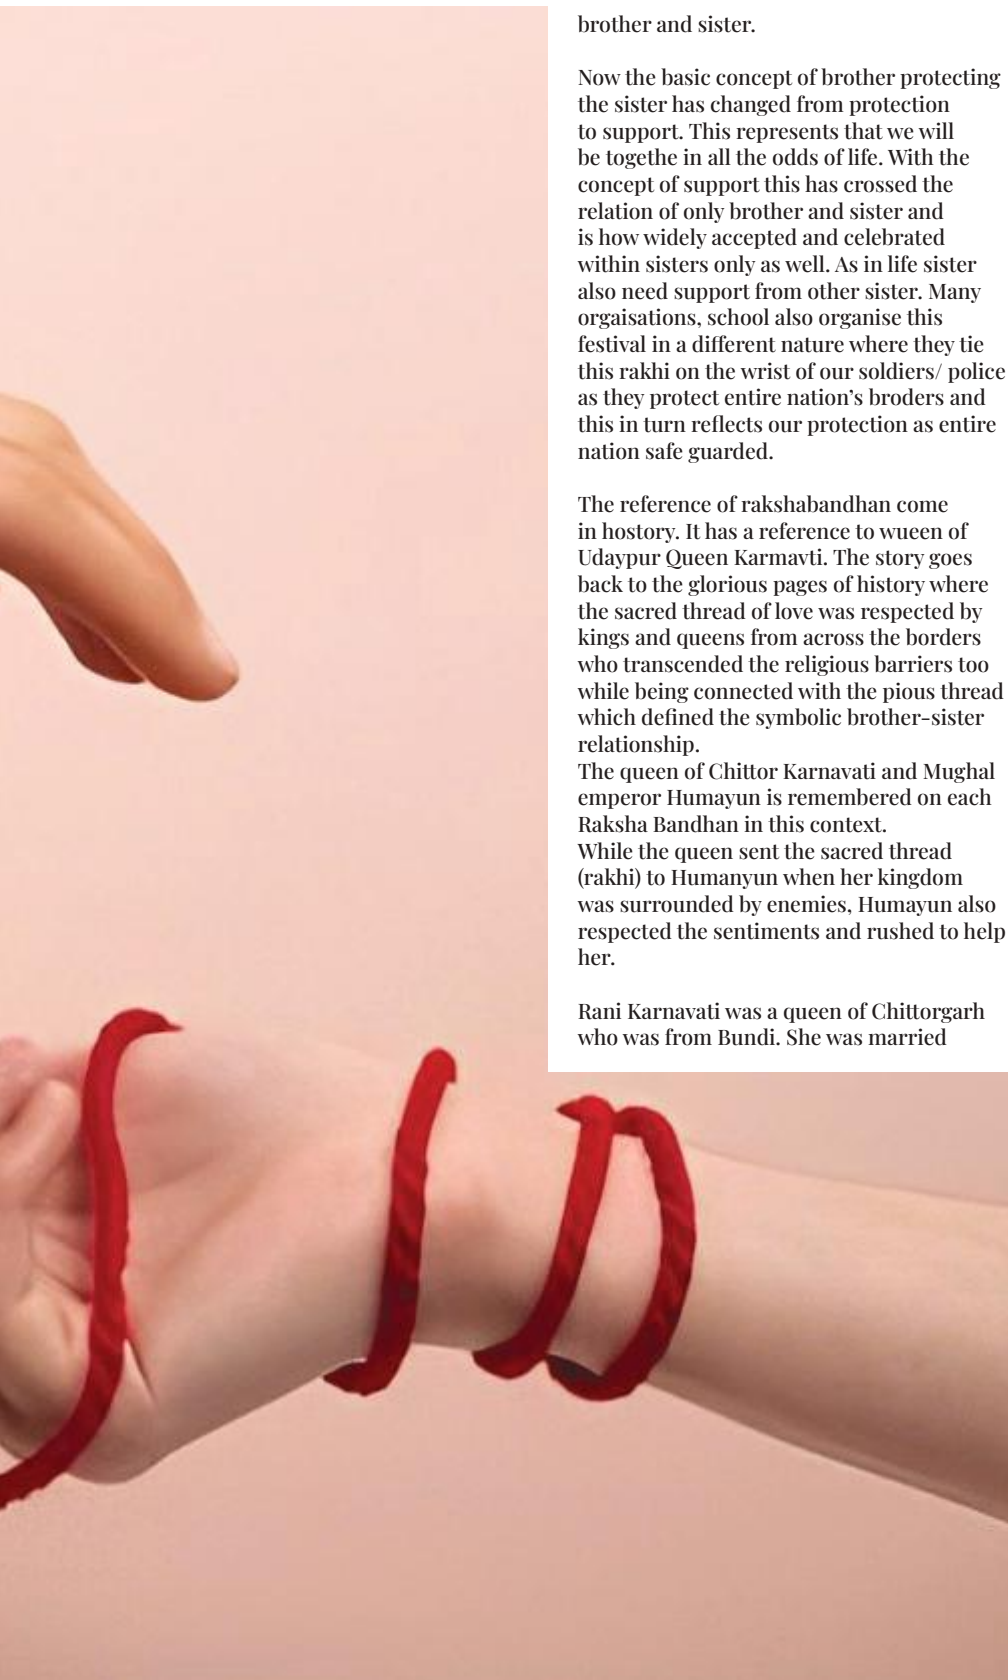 brother and sister.
Now the basic concept of brother protecting
the sister has changed from protection
to support. This represents that we will
be togethe in all the odds of life. With the
concept of support this has crossed the
relation of only brother and sister and
is how widely accepted and celebrated
within sisters only as well. As in life sister
also need support from other sister. Many
orgaisations, school also organise this
festival in a different nature where they tie
this rakhi on the wrist of our soldiers/ police
as they protect entire nation’s broders and
this in turn reflects our protection as entire
nation safe guarded.
The reference of rakshabandhan come
in hostory. It has a reference to wueen of
Udaypur Queen Karmavti. The story goes
back to the glorious pages of history where
the sacred thread of love was respected by
kings and queens from across the borders
who transcended the religious barriers too
while being connected with the pious thread
which defined the symbolic brother-sister
relationship.
The queen of Chittor Karnavati and Mughal
emperor Humayun is remembered on each
Raksha Bandhan in this context.
While the queen sent the sacred thread
(rakhi) to Humanyun when her kingdom
was surrounded by enemies, Humayun also
respected the sentiments and rushed to help
her.
Rani Karnavati was a queen of Chittorgarh
who was from Bundi. She was married